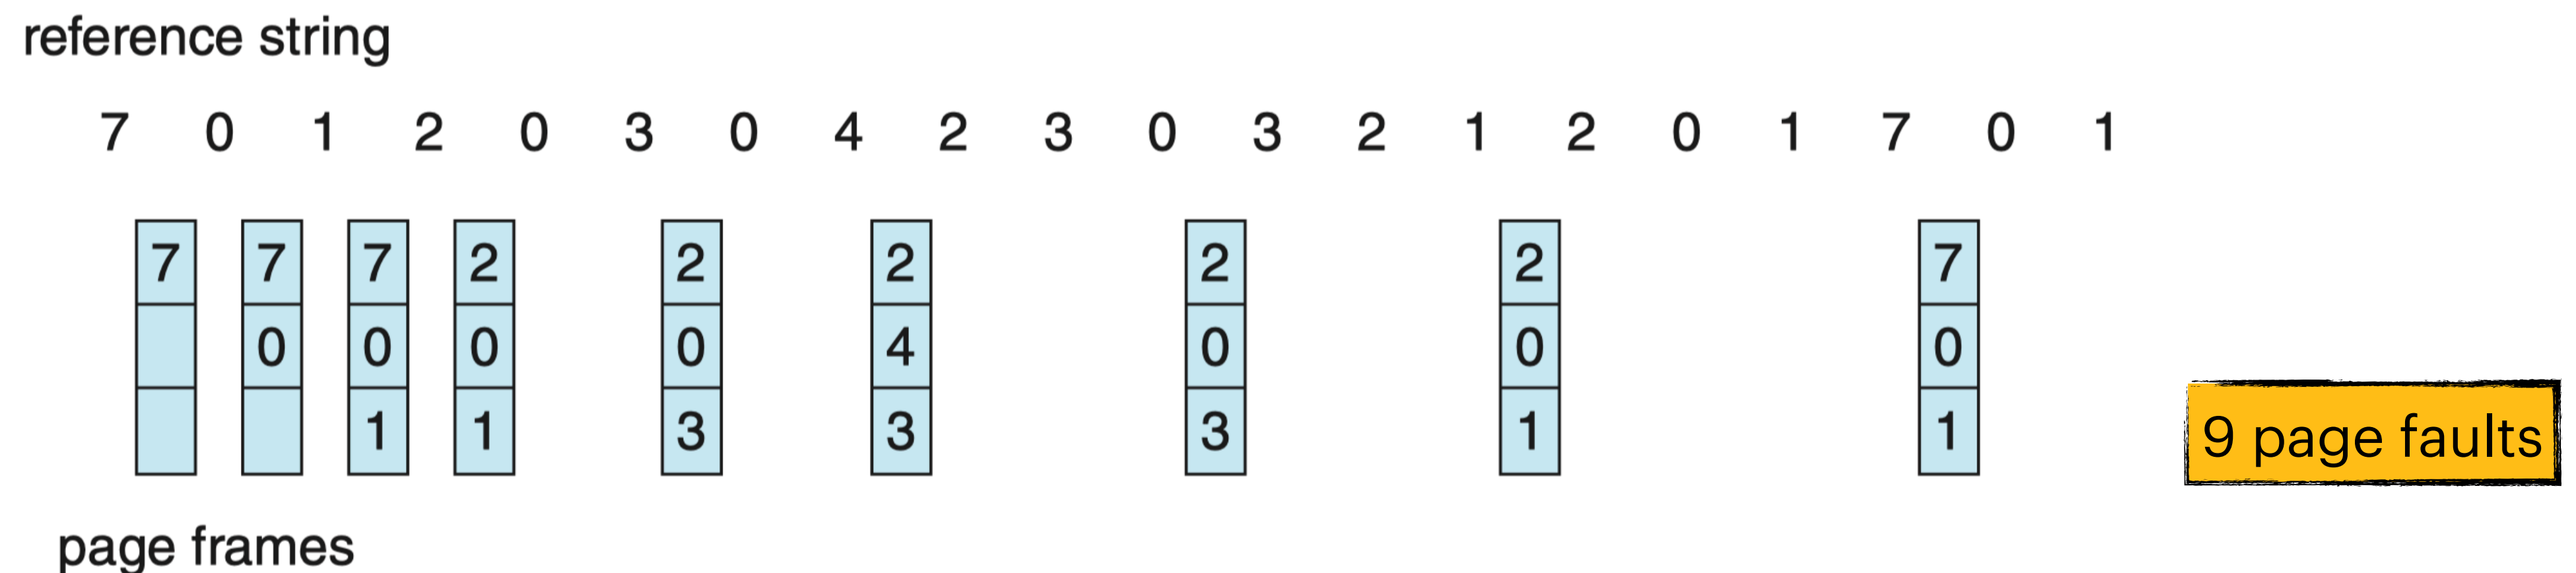 reference string
7 0 1 2 0 3 0 4 2 3 0 3 2 1 2 0 1 7 0 1
7 7 7 2 2 2 2 2 7
0 0 0 0 4 0 0 0
1 1 3 3 3 1 1
9 page faults
page frames